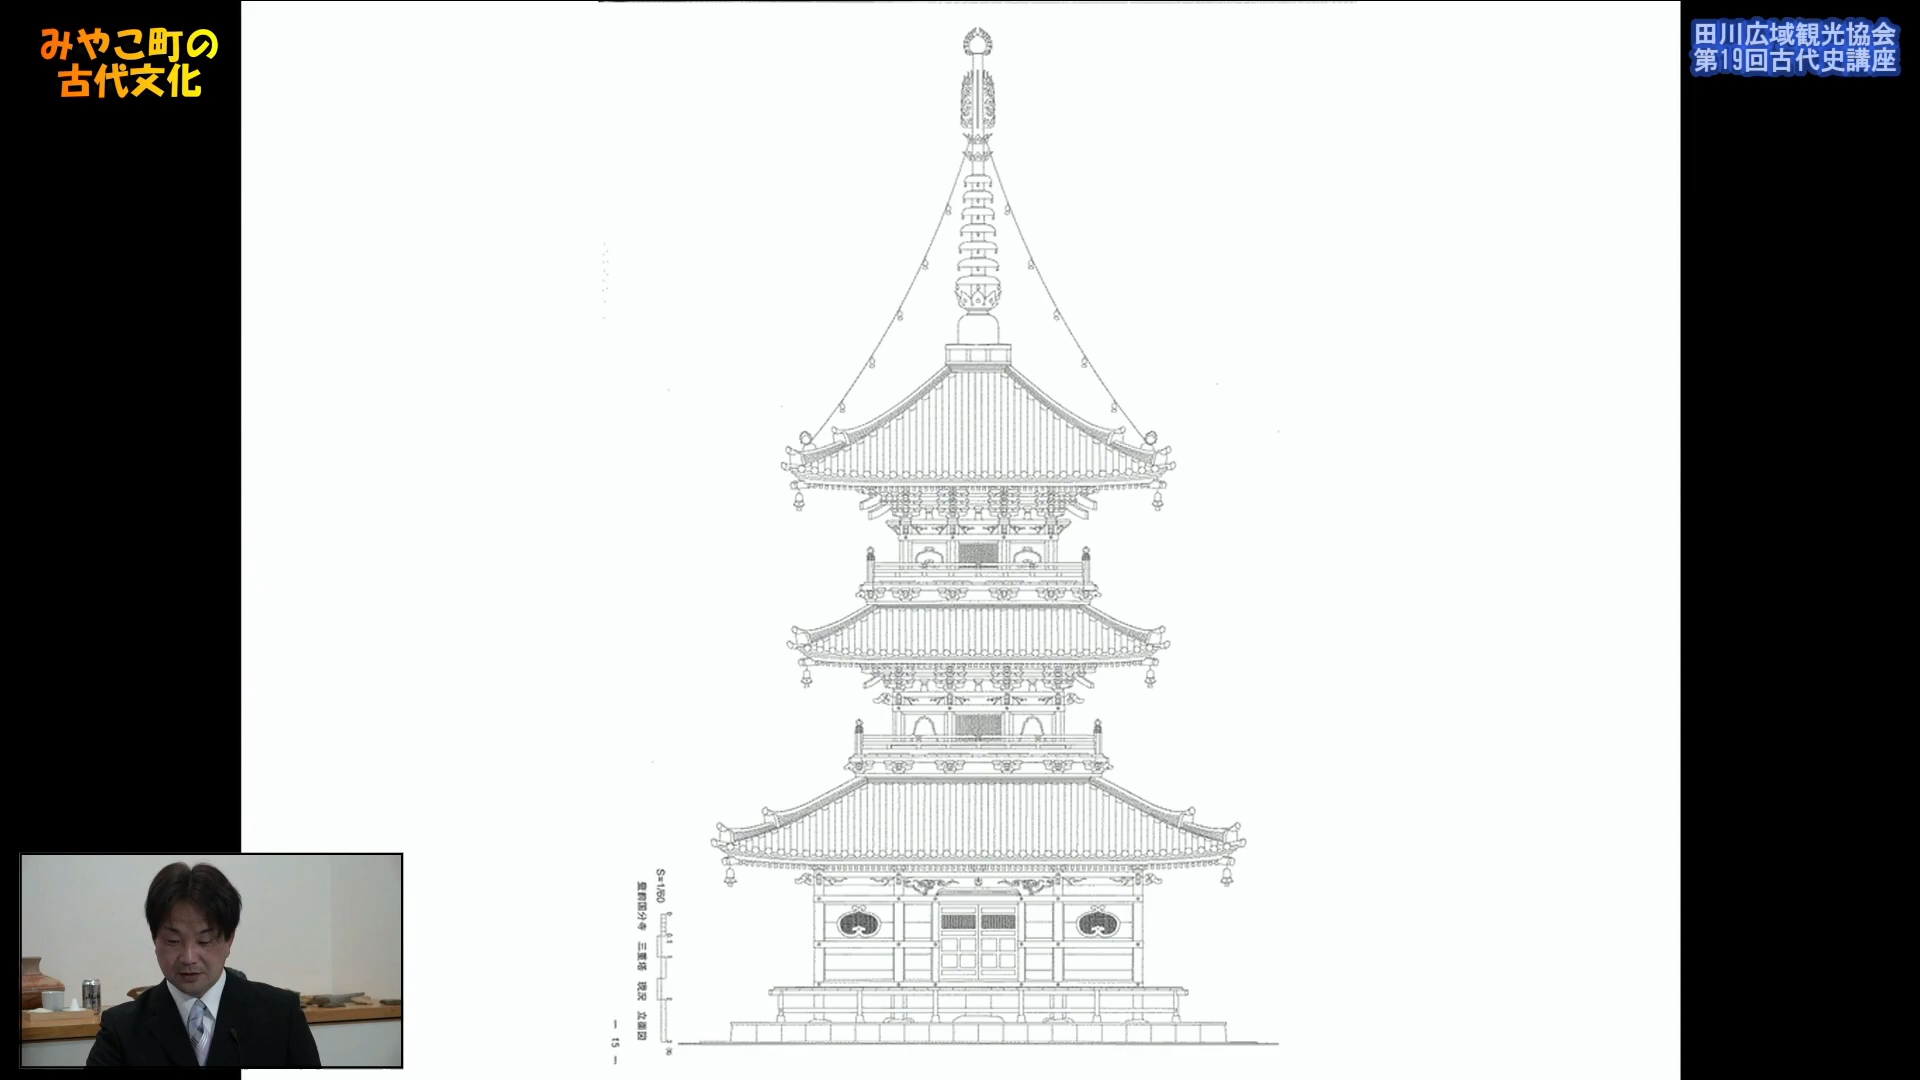 みやこ町の
古代文化
田川広域観光協会
第19回古代史講座
S=1/60
豊前国分寺 三重塔 現況 立面図
— 15 —